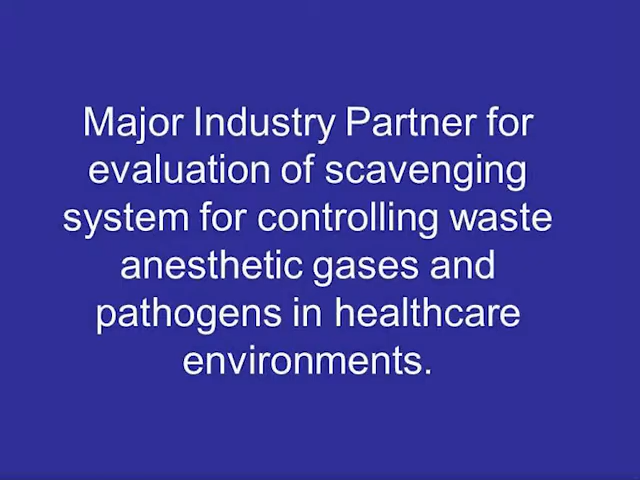 Major Industry Partner for
evaluation of scavenging
system for controlling waste
anesthetic gases and
pathogens in healthcare
environments.